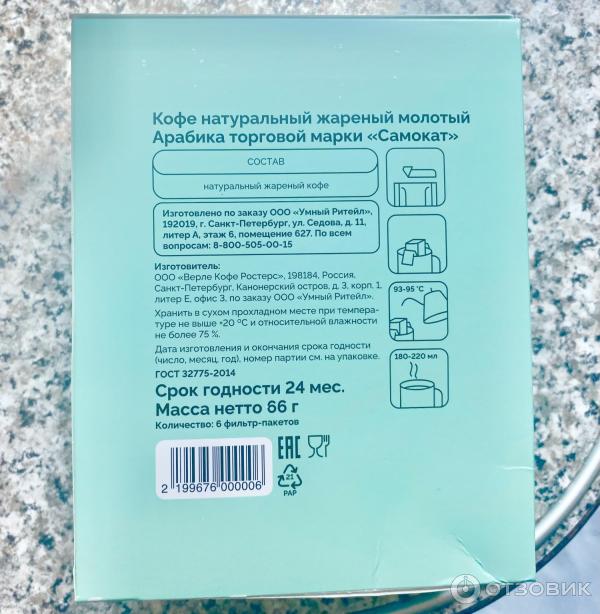 Кофе натуральный жареный молотый
Арабика торговой марки «Самокат»
СОСТАВ
натуральный жареный кофе
Изготовлено по заказу ООО «Умный Ритейл»,
192019, г. Санкт-Петербург, ул. Седова, д. 11,
литер А, этаж 6, помещение 627. По всем
вопросам: 8-800-505-00-15
Изготовитель:
ООО «Верле Кофе Ростерс», 198184, Россия,
Санкт-Петербург, Канонерский остров, д. 3, корп. 1,
литер Е, офис 3, по заказу ООО «Умный Ритейл».
Хранить в сухом прохладном месте при темпера-
туре не выше +20 °С и относительной влажности
не более 75 %.
Дата изготовления и окончания срока годности
(число, месяц, год), номер партии см. на упаковке.
ГОСТ 32775-2014
Срок годности 24 мес.
Масса нетто 66 г
Количество: 6 фильтр-пакетов
93-95 °C
180-220 мл
2 199676 000006
EAC
21
PAP
ОТЗОВИК